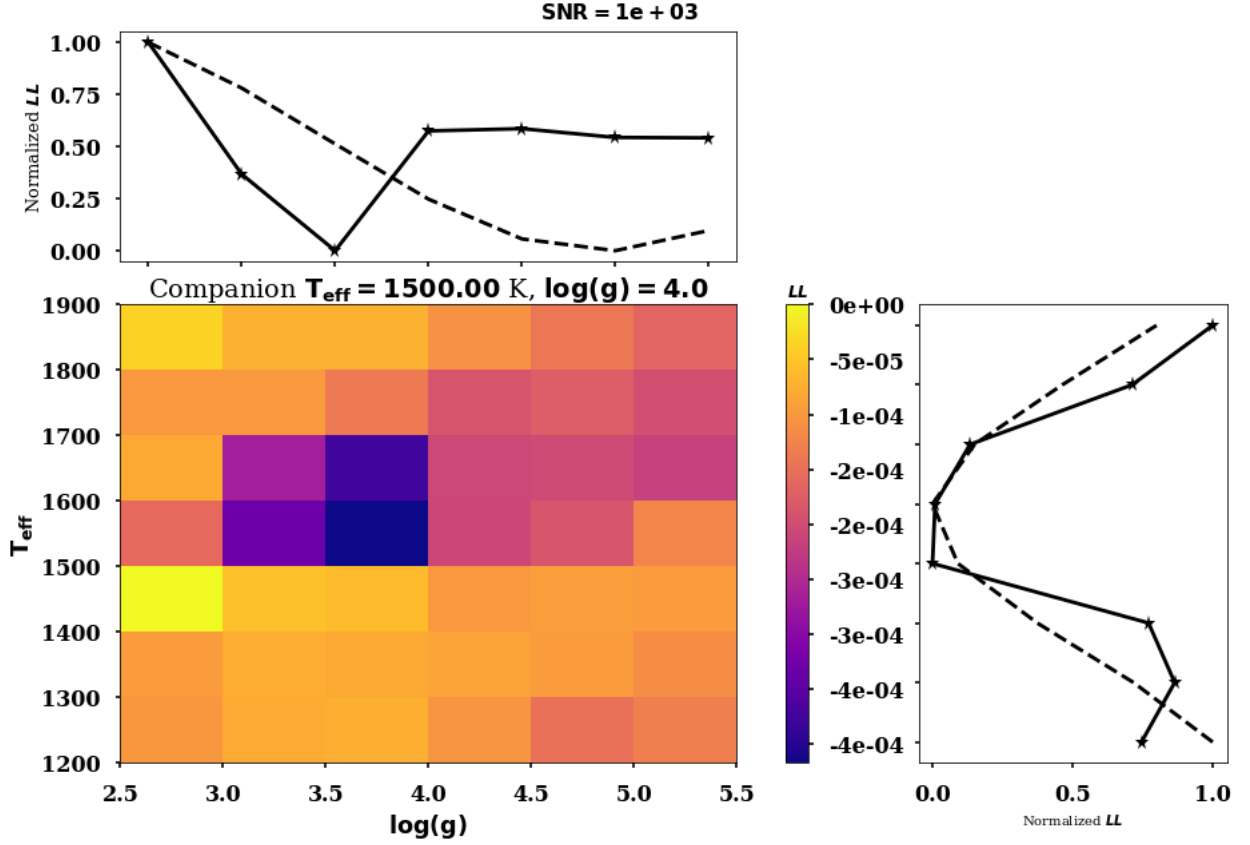 SNR = 1e + 03
1.00
0.75
0.50
0.25
0.00
Normalized LL
Companion T_eff = 1500.00 K, log(g) = 4.0
1900
1800
1700
1600
1500
1400
1300
1200
T_eff
2.5 3.0 3.5 4.0 4.5 5.0 5.5
log(g)
LL
0e+00
-5e-05
-1e-04
-2e-04
-2e-04
-3e-04
-3e-04
-4e-04
-4e-04
0.0 0.5 1.0
Normalized LL